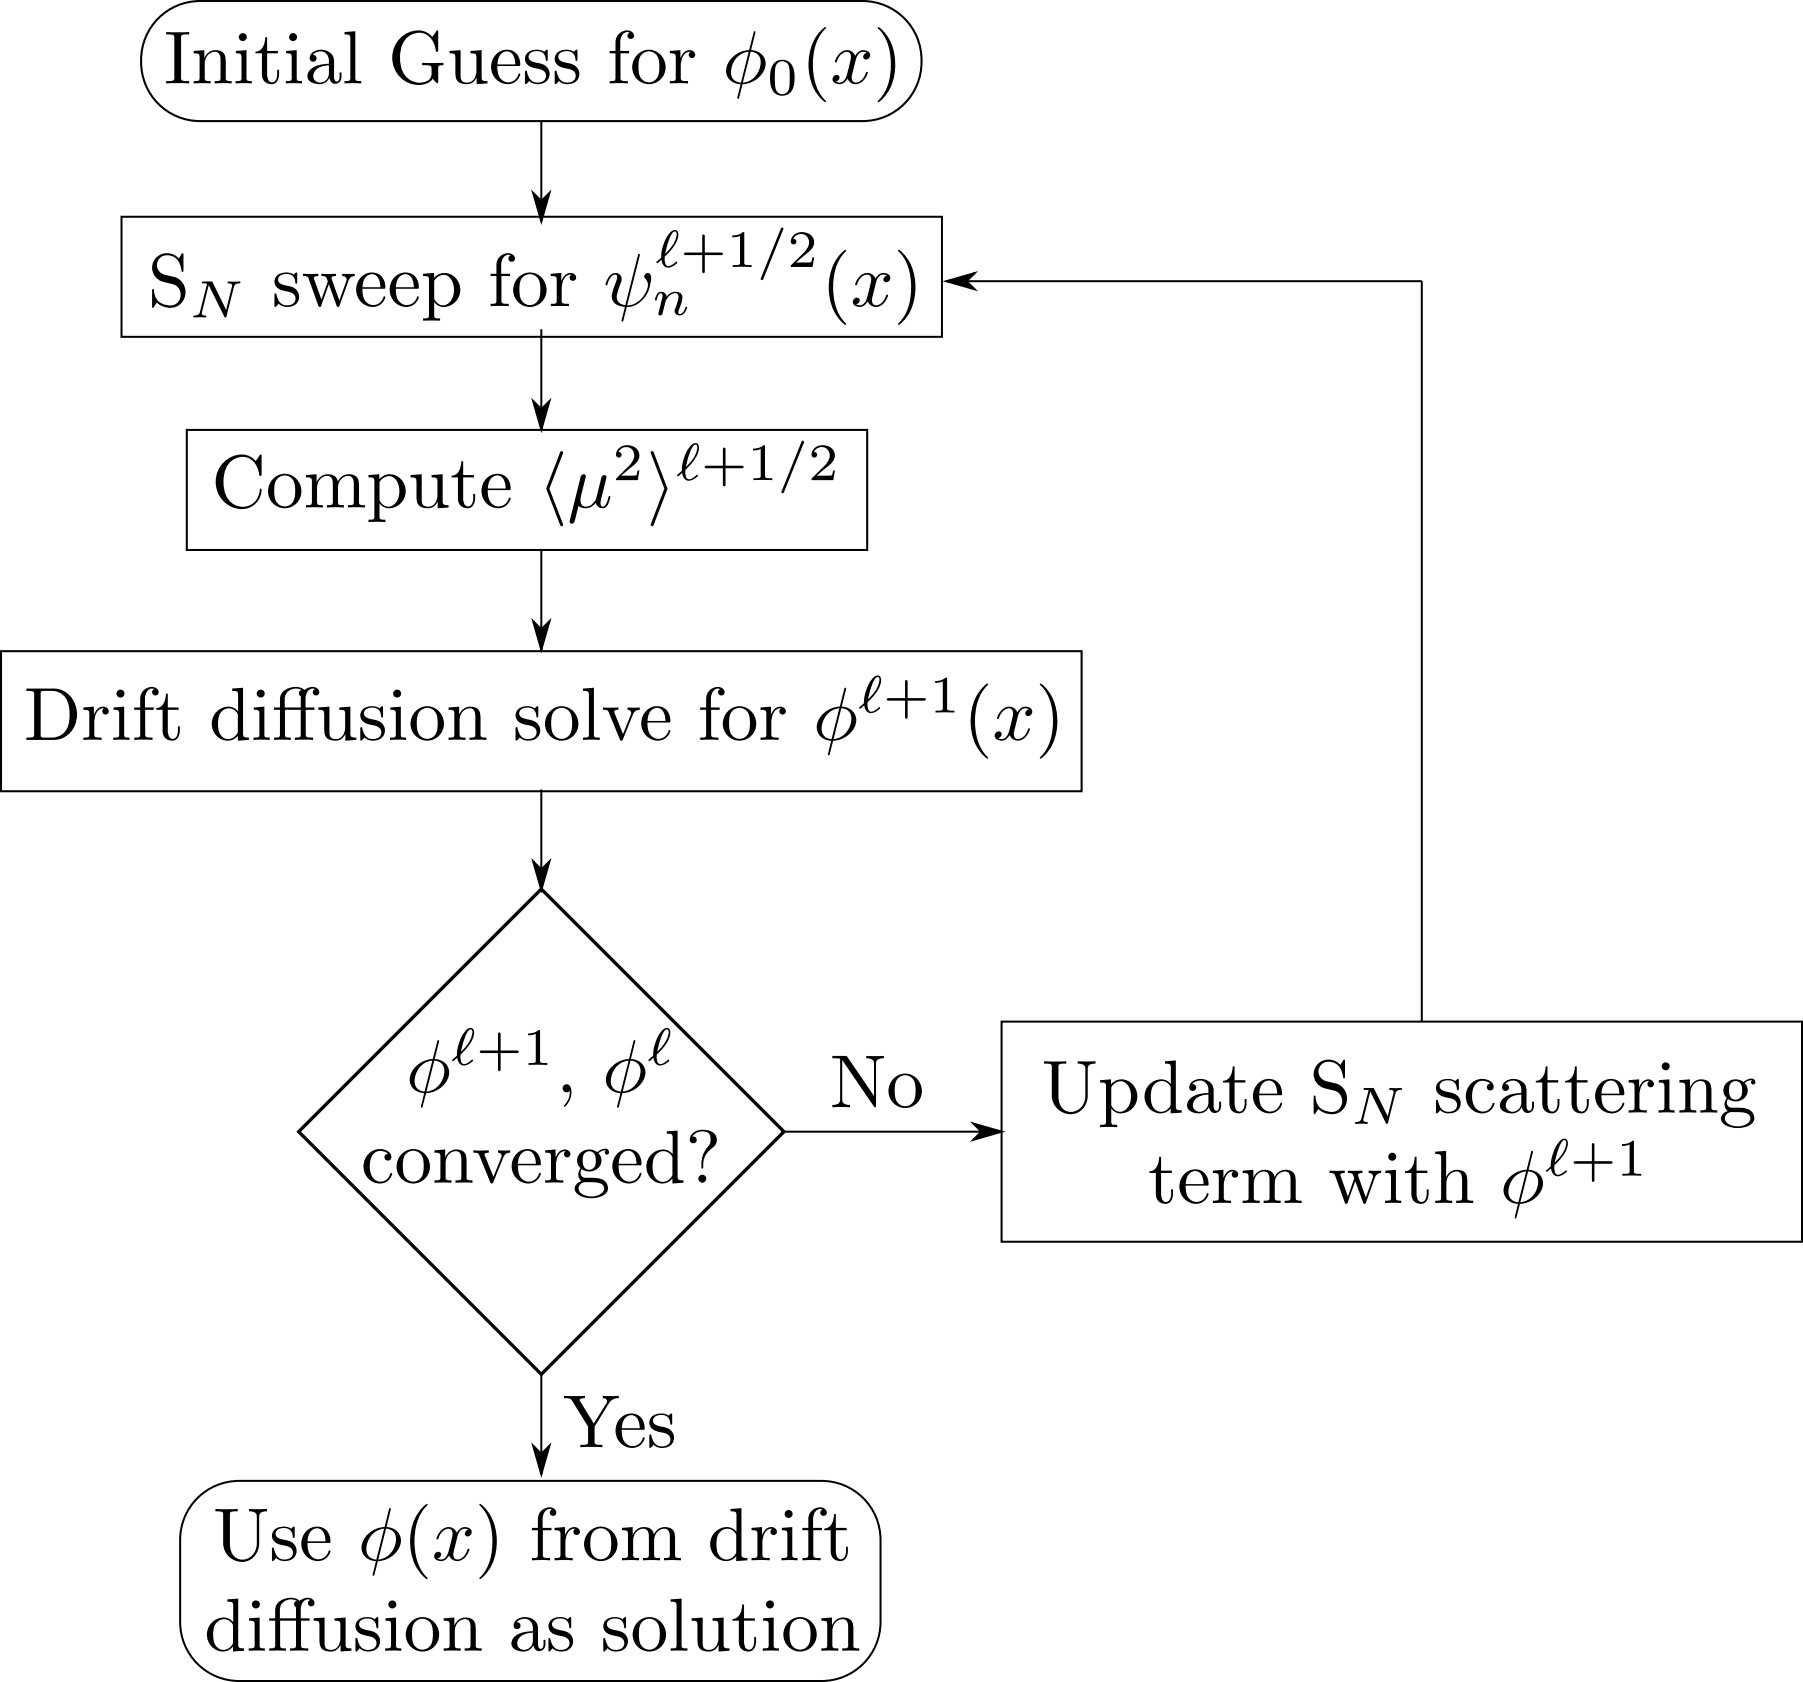 Initial Guess for ϕ₀(x)
S_N sweep for ψ_n^{ℓ+1/2}(x)
Compute ⟨μ²⟩^{ℓ+1/2}
Drift diffusion solve for ϕ^{ℓ+1}(x)
ϕ^{ℓ+1}, ϕ^ℓ
converged?
No
Update S_N scattering
term with ϕ^{ℓ+1}
Yes
Use ϕ(x) from drift
diffusion as solution